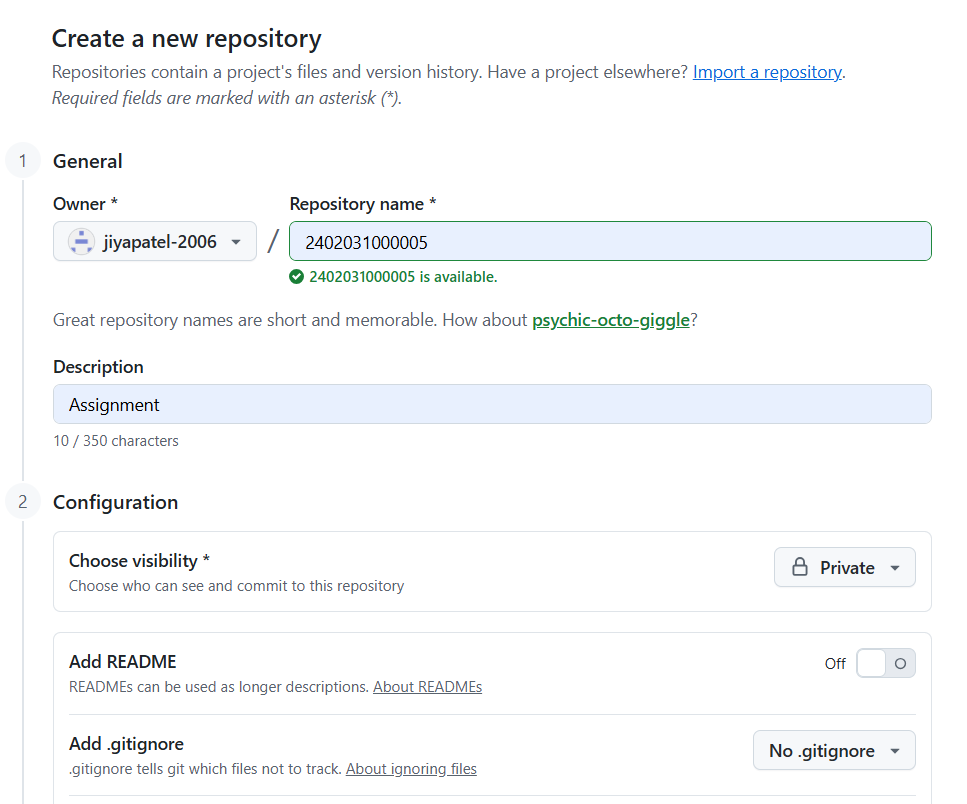 Create a new repository
Repositories contain a project's files and version history. Have a project elsewhere? Import a repository.
Required fields are marked with an asterisk (*).
1 General
Owner * Repository name *
jiyapatel-2006 / 2402031000005
2402031000005 is available.
Great repository names are short and memorable. How about psychic-octo-giggle?
Description
Assignment
10 / 350 characters
2 Configuration
Choose visibility *
Private
Choose who can see and commit to this repository
Add README
Off
READMEs can be used as longer descriptions. About READMEs
Add .gitignore
No .gitignore
.gitignore tells git which files not to track. About ignoring files